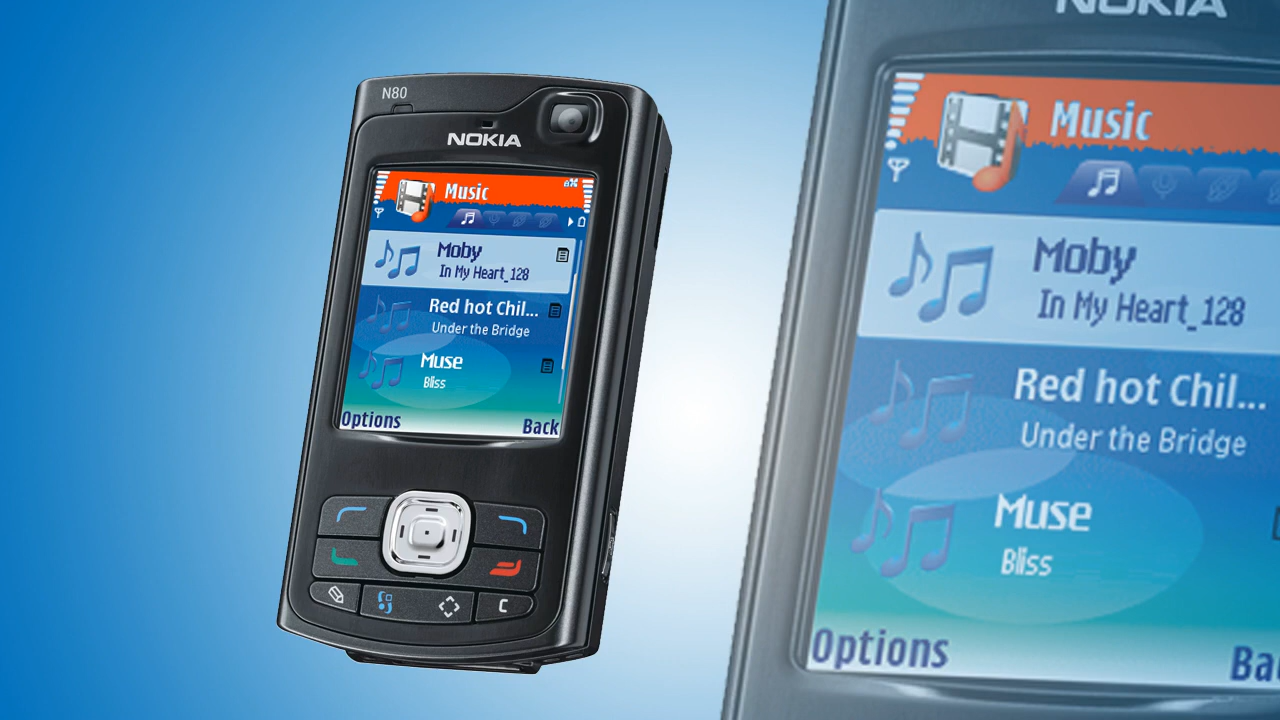 N80
NOKIA
Music
Moby
In My Heart_128
Red hot Chil...
Under the Bridge
Muse
Bliss
Options
Back
C
NOKIA
Music
Moby
In My Heart_128
Red hot Chil...
Under the Bridge
Muse
Bliss
Options
Ba